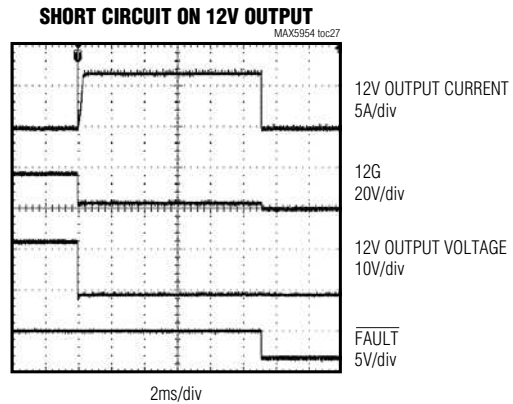 SHORT CIRCUIT ON 12V OUTPUT
MAX5954 toc27
12V OUTPUT CURRENT
5A/div
12G
20V/div
12V OUTPUT VOLTAGE
10V/div
FAULT
5V/div
2ms/div